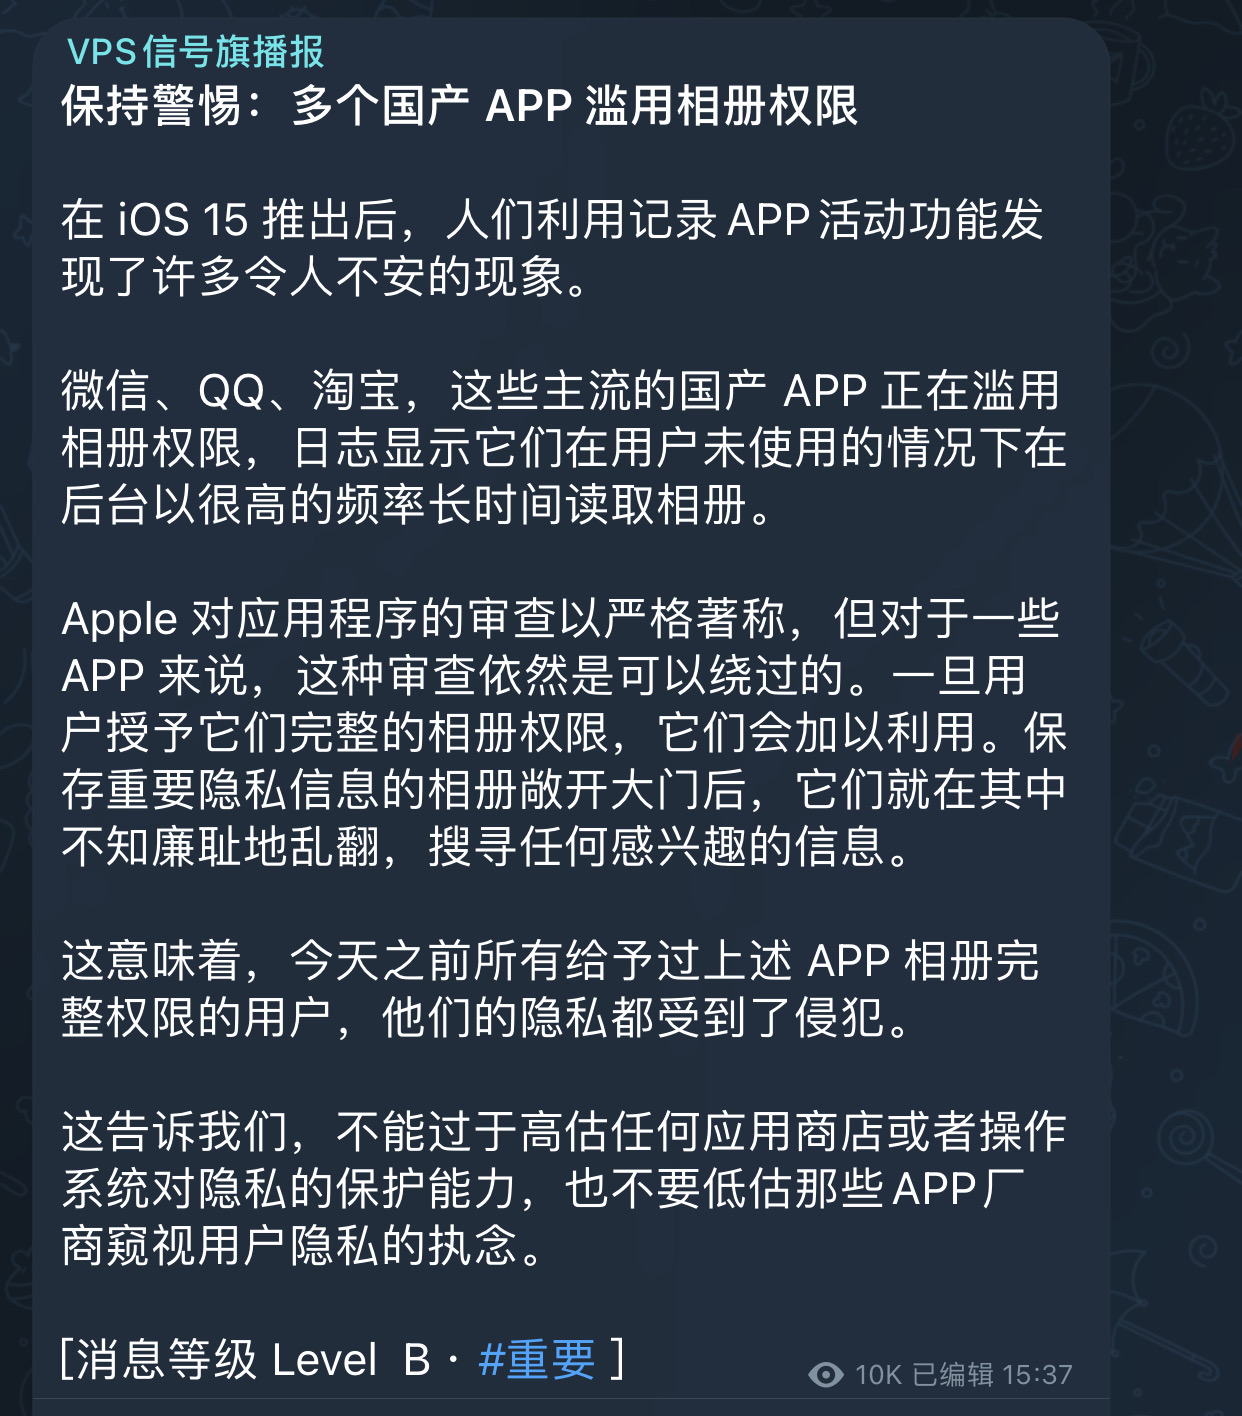 VPS信号旗播报
保持警惕：多个国产 APP 滥用相册权限
在 iOS 15 推出后，人们利用记录 APP活动功能发
现了许多令人不安的现象。
微信、QQ、淘宝，这些主流的国产 APP 正在滥用
相册权限，日志显示它们在用户未使用的情况下在
后台以很高的频率长时间读取相册。
Apple 对应用程序的审查以严格著称，但对于一些
APP 来说，这种审查依然是可以绕过的。一旦用
户授予它们完整的相册权限，它们会加以利用。保
存重要隐私信息的相册敞开大门后，它们就在其中
不知廉耻地乱翻，搜寻任何感兴趣的信息。
这意味着，今天之前所有给予过上述 APP 相册完
整权限的用户，他们的隐私都受到了侵犯。
这告诉我们，不能过于高估任何应用商店或者操作
系统对隐私的保护能力，也不要低估那些APP厂
商窥视用户隐私的执念。
[消息等级 Level  B · #重要 ]
10K 已编辑 15:37